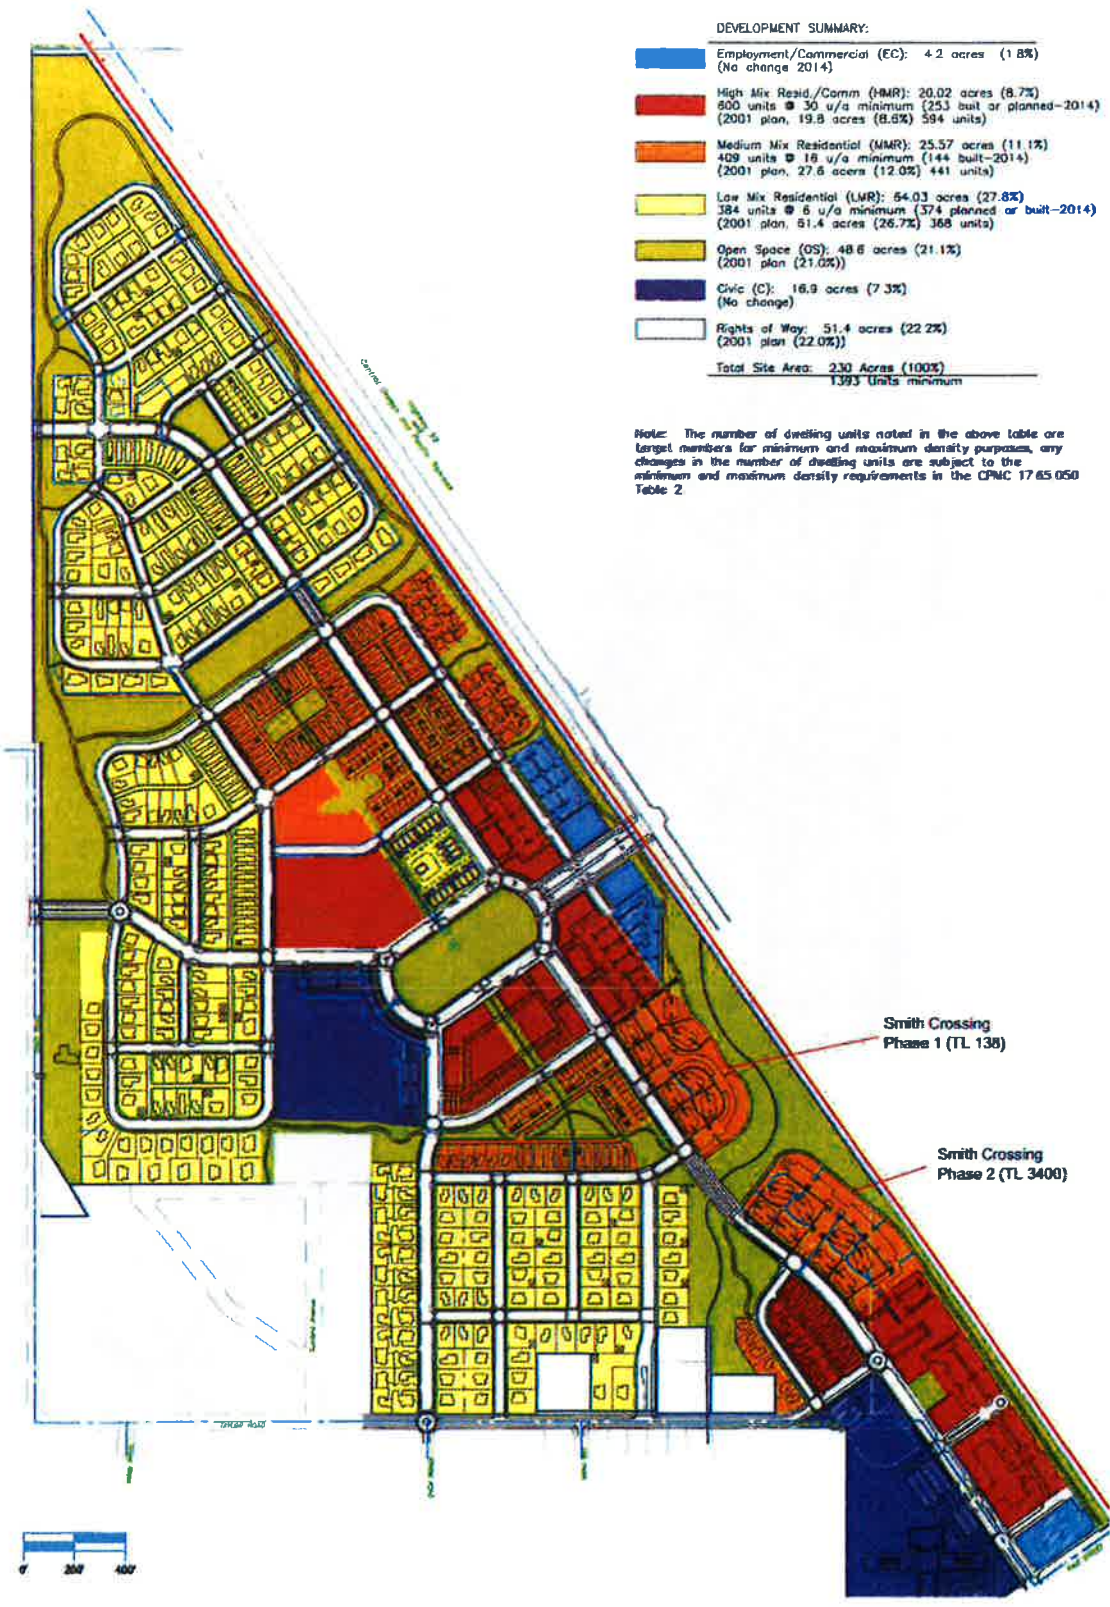 DEVELOPMENT SUMMARY:
Employment/Commercial (EC): 4.2 acres (1.8%)
(No change 2014)
High Mix Resid./Comm (HMR): 20.02 acres (8.7%)
600 units @ 30 u/a minimum (253 buit or planned-2014)
(2001 plan, 19.8 acres (8.6%) 594 units)
Medium Mix Residential (MMR): 25.57 acres (11.1%)
409 units @ 16 u/a minimum (144 built-2014)
(2001 plan, 27.6 acers (12.0%) 441 units)
Low Mix Residential (LMR): 64.03 acres (27.8%)
384 units @ 6 u/a minimum (374 planned or built-2014)
(2001 plan, 61.4 acres (26.7%) 368 units)
Open Space (OS): 48.6 acres (21.1%)
(2001 plan (21.0%))
Civic (C): 16.9 acres (7.3%)
(No change)
Rights of Way: 51.4 acres (22.2%)
(2001 plan (22.0%))
Total Site Area: 230 Acres (100%)
1393 Units minimum
Note: The number of dwelling units noted in the above table are
target numbers for minimum and maximum density purposes, any
changes in the number of dwelling units are subject to the
minimum and maximum density requirements in the CPMC 17.65.050
Table 2
Smith Crossing
Phase 1 (TL 138)
Smith Crossing
Phase 2 (TL 3400)
TAYLOR ROAD
0' 200' 400'